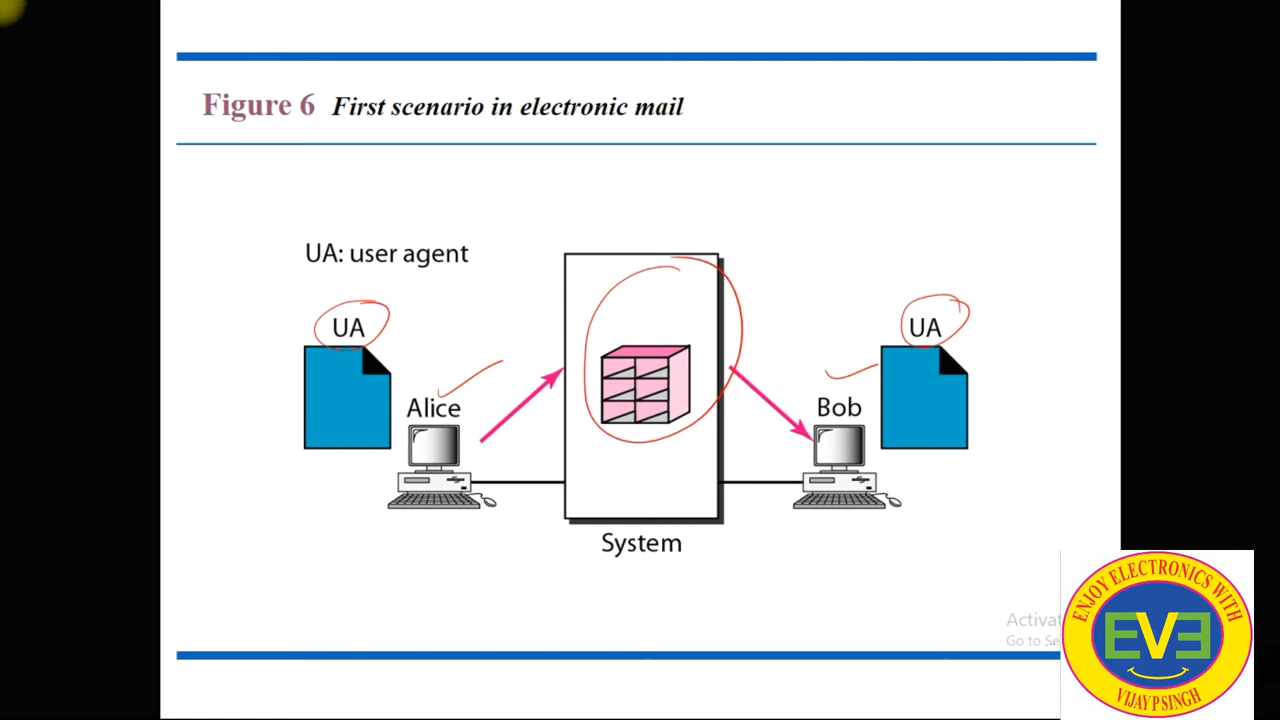 Figure 6 First scenario in electronic mail
UA: user agent
UA
UA
Alice
Bob
System
ENJOY ELECTRONICS WITH
EVE
VIJAY P SINGH